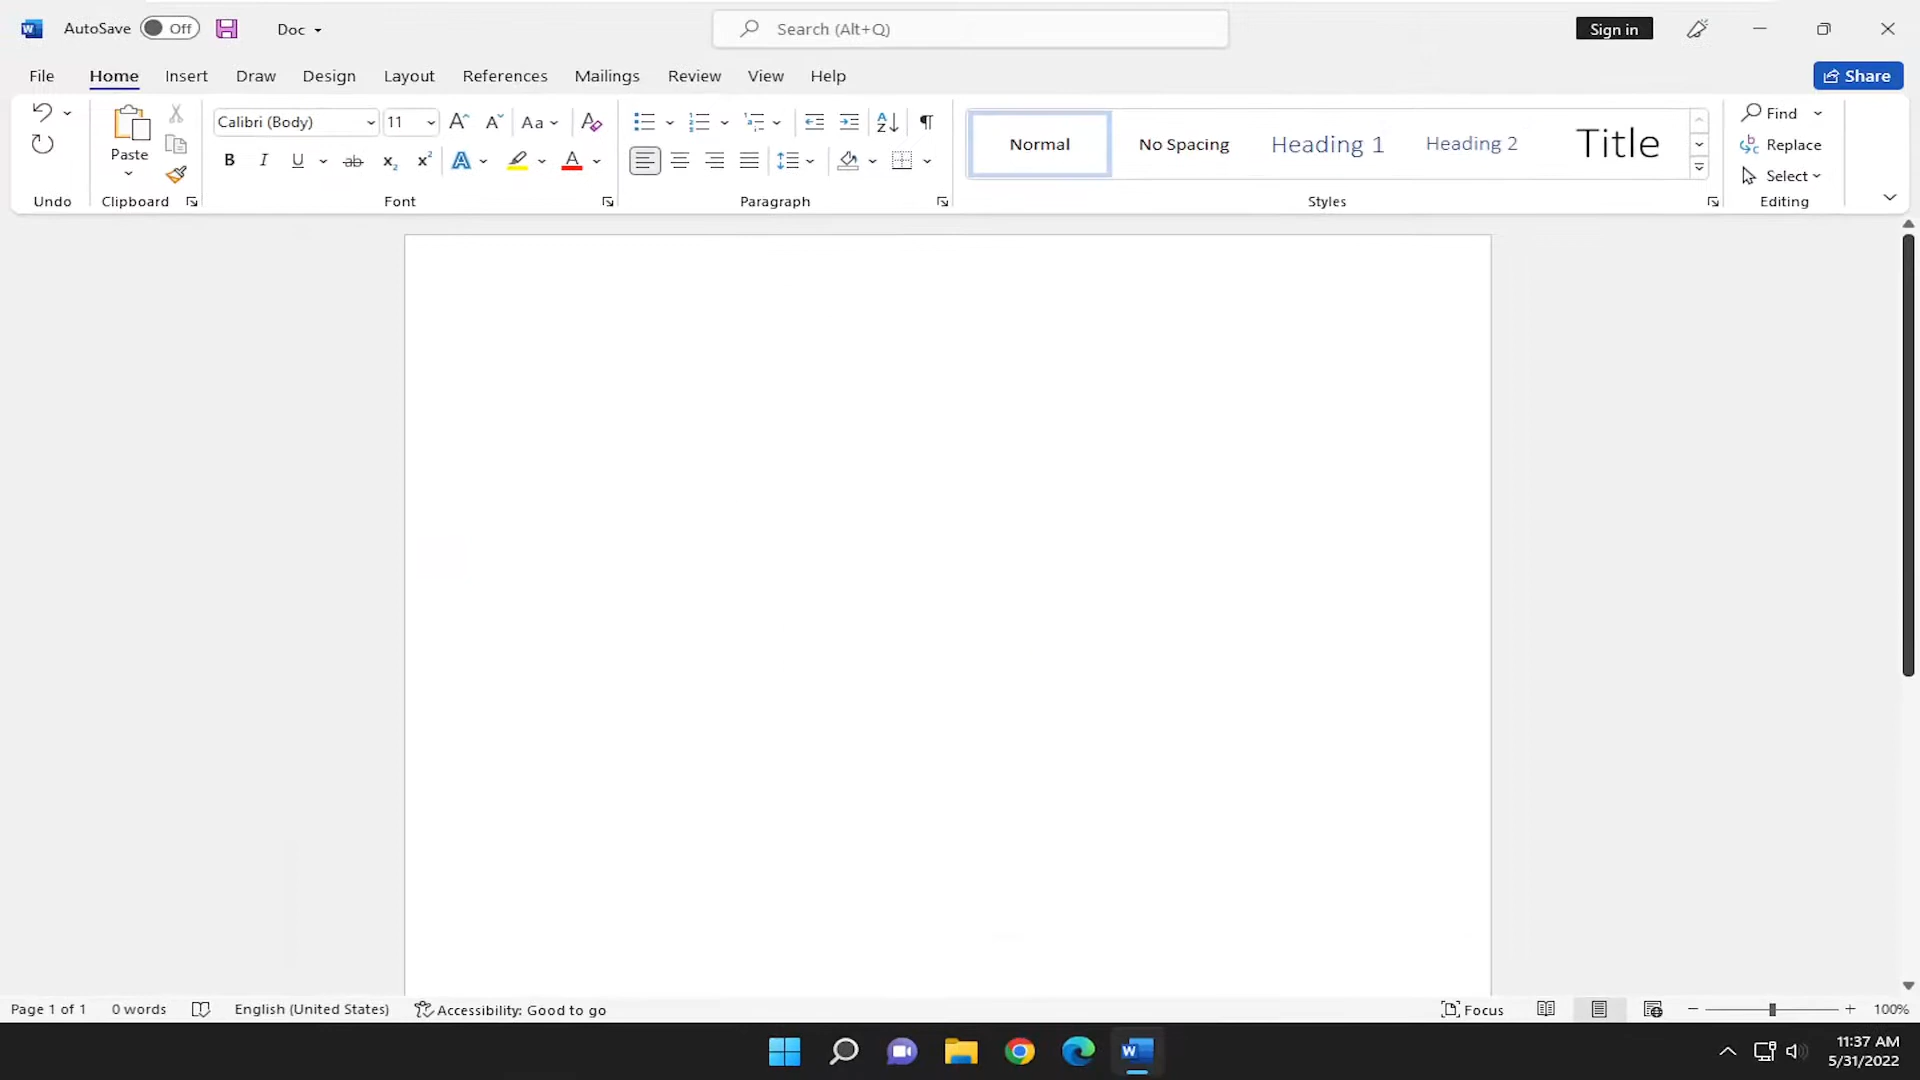 AutoSave Off Doc Search (Alt+Q) Sign in
File Home Insert Draw Design Layout References Mailings Review View Help Share
Calibri (Body) 11 Aa
Paste
B I U ab x₂ x² A A
Normal No Spacing Heading 1 Heading 2 Title
Find
Replace
Select
Undo Clipboard Font Paragraph Styles Editing
Page 1 of 1 0 words English (United States) Accessibility: Good to go Focus 100%
11:37 AM
5/31/2022